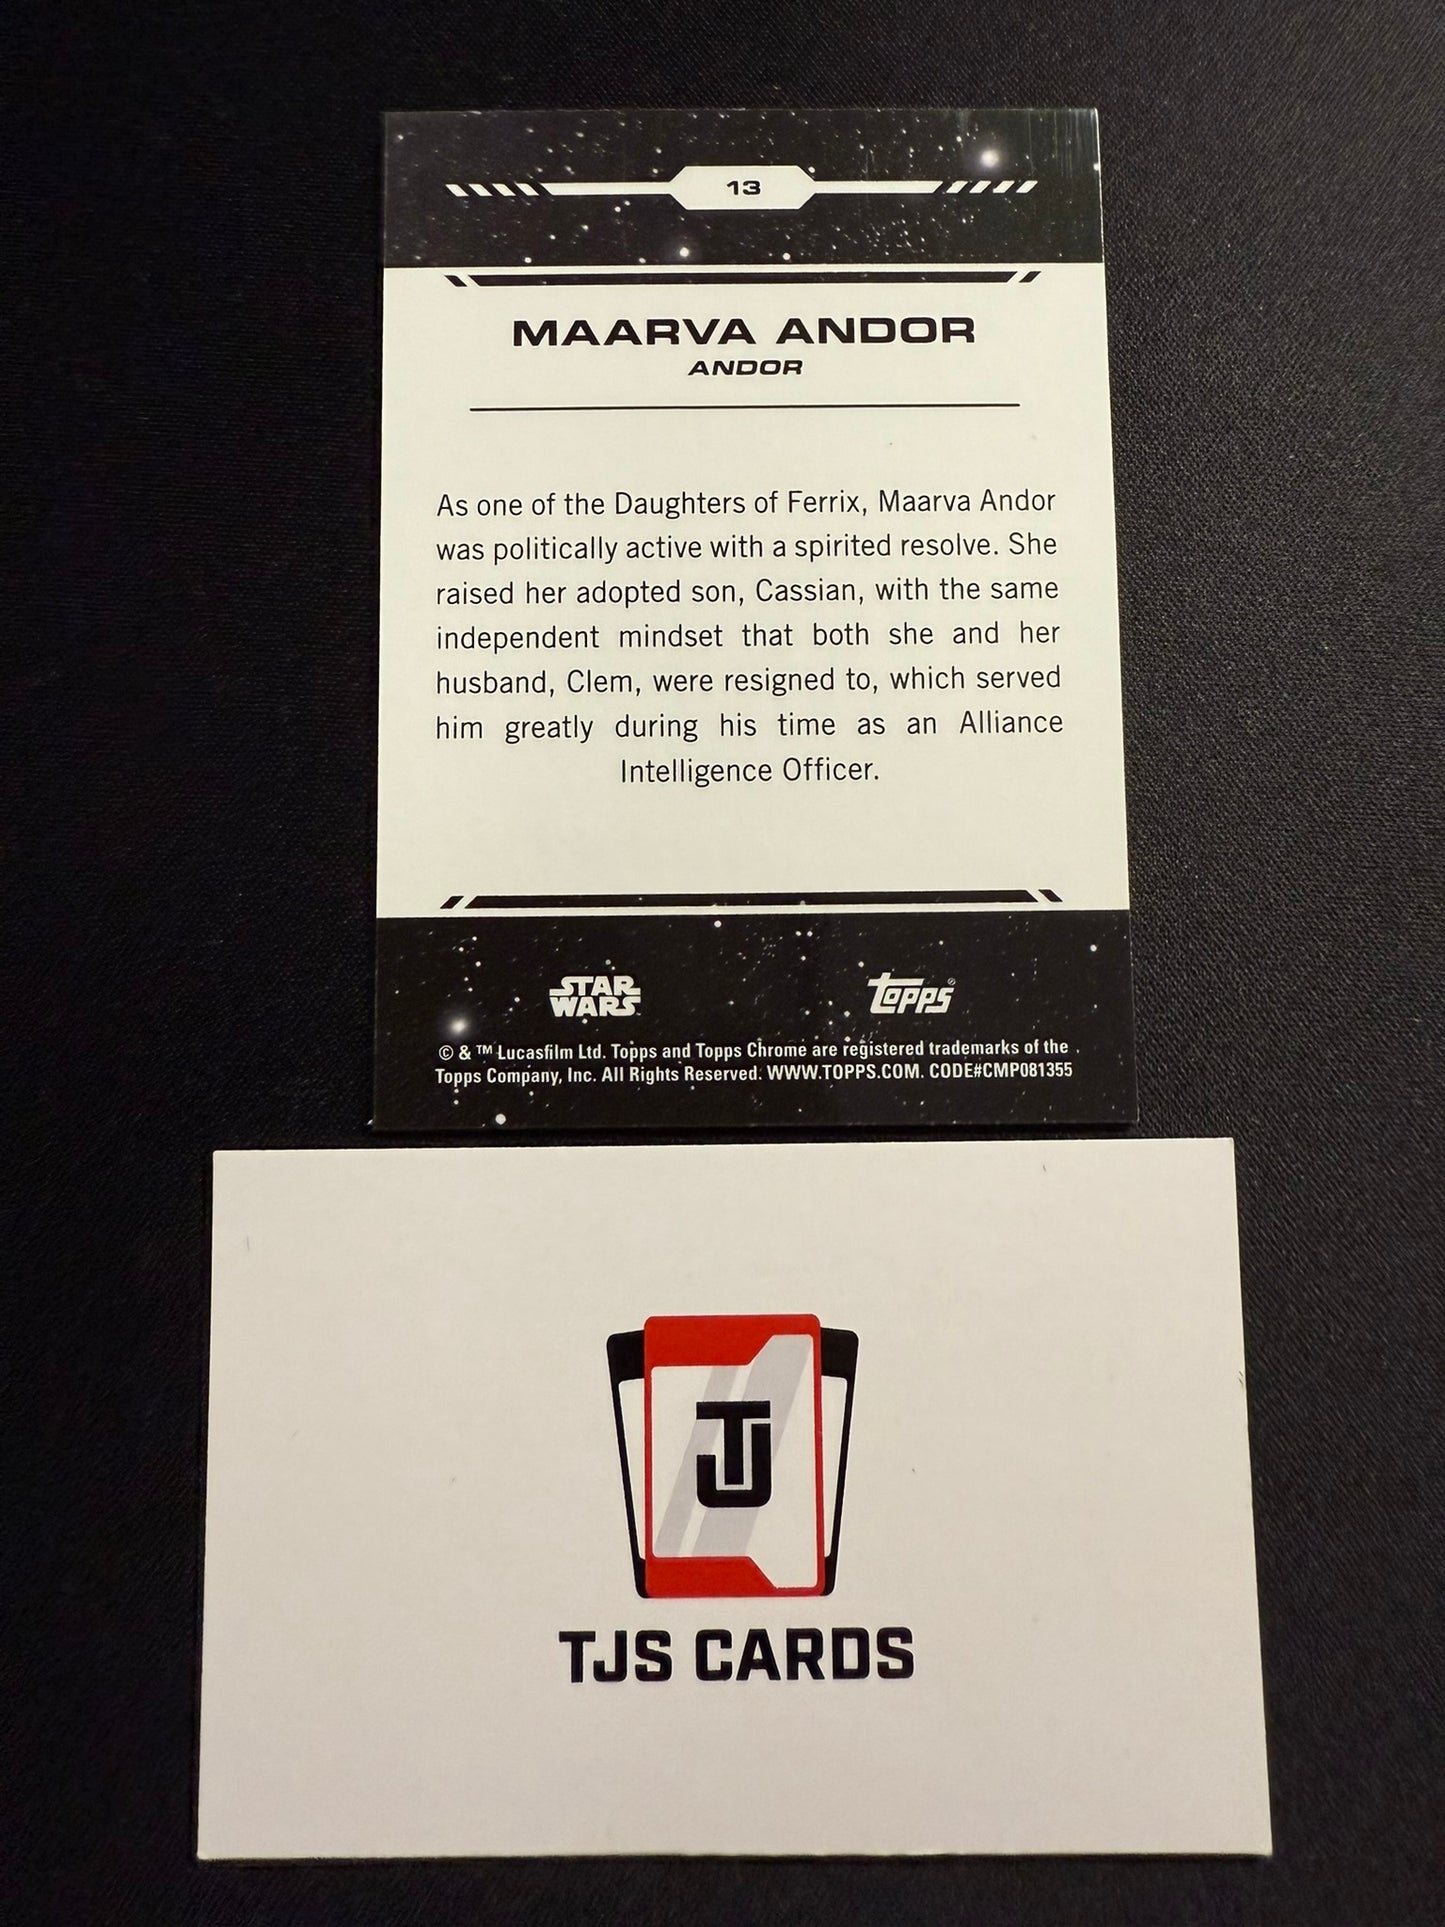 13
MAARVA ANDOR
ANDOR
As one of the Daughters of Ferrix, Maarva Andor
was politically active with a spirited resolve. She
raised her adopted son, Cassian, with the same
independent mindset that both she and her
husband, Clem, were resigned to, which served
him greatly during his time as an Alliance
Intelligence Officer.
STAR
WARS
Topps®
© & ™ Lucasfilm Ltd. Topps and Topps Chrome are registered trademarks of the
Topps Company, Inc. All Rights Reserved. WWW.TOPPS.COM. CODE#CMP081355
TJ
TJS CARDS